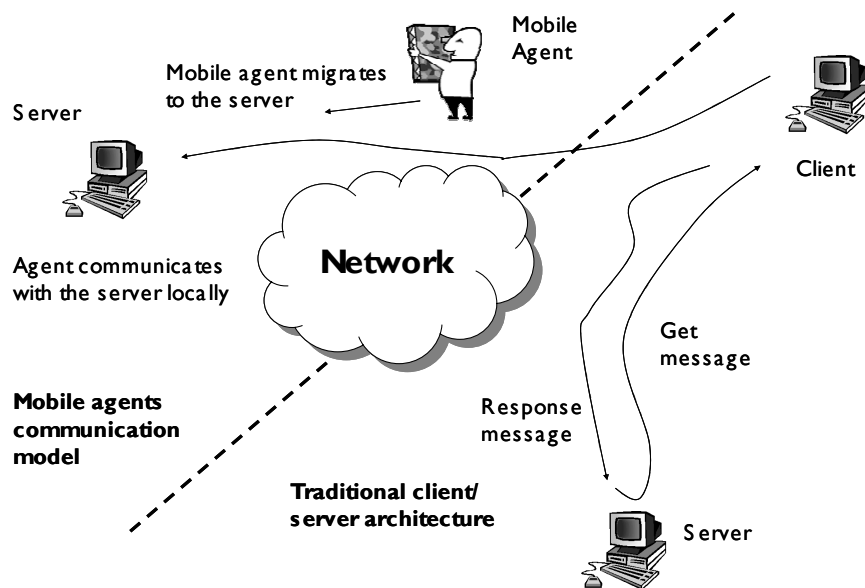 Mobile
Agent
Mobile agent migrates
to the server
Server
Client
Network
Agent communicates
with the server locally
Get
message
Mobile agents
communication
model
Response
message
Traditional client/
server architecture
Server